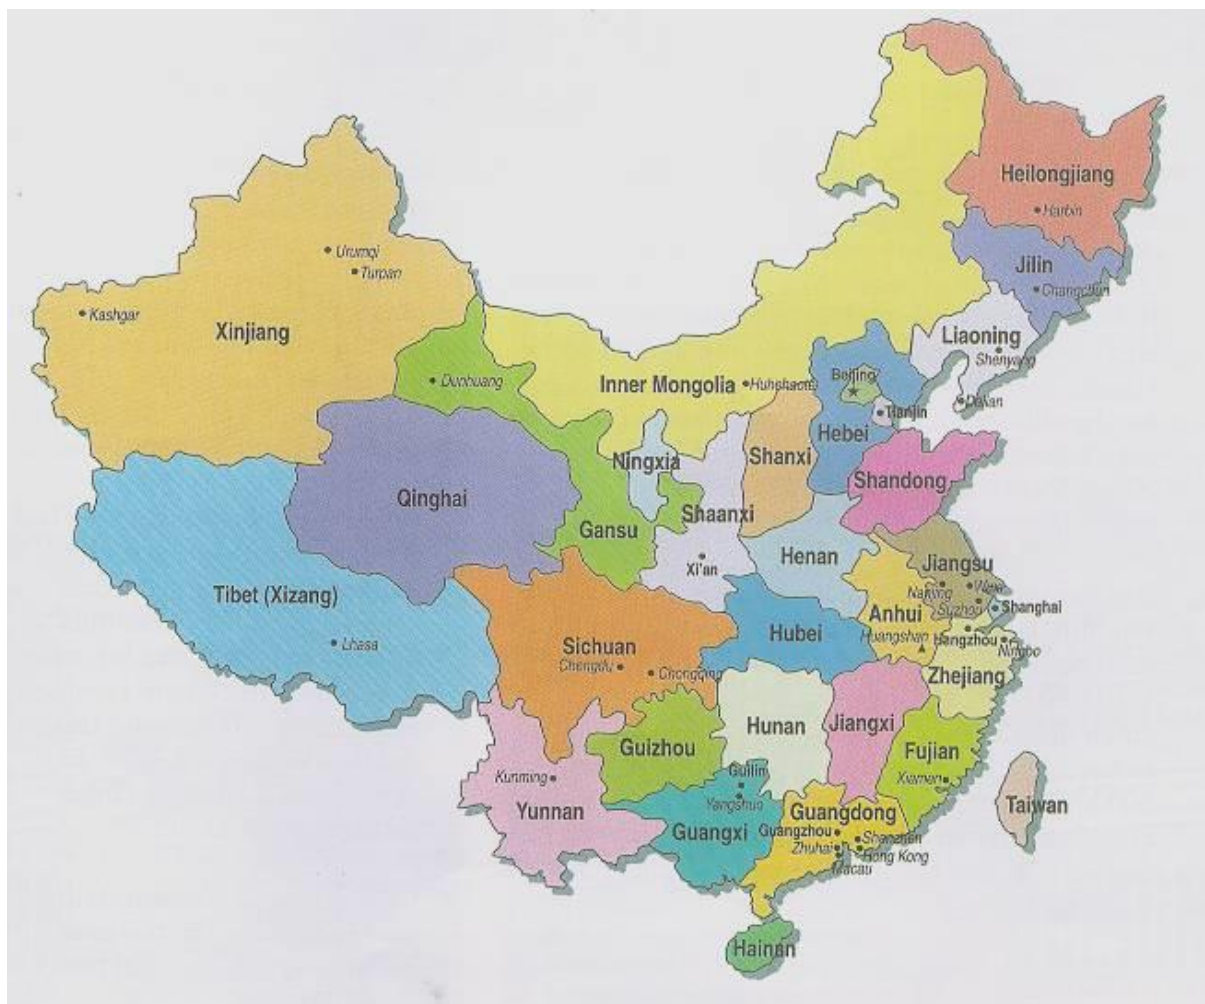 Heilongjiang
Harbin
Jilin
Changchun
Urumqi
Turpan
Kashgar
Xinjiang
Liaoning
Shenyang
Dunhuang
Inner Mongolia
Beijing
Dalian
Tianjin
Hebei
Ningxia
Shanxi
Shandong
Qinghai
Gansu
Shaanxi
Henan
Xi'an
Jiangsu
Tibet (Xizang)
Nanjing
Wuxi
Suzhou
Shanghai
Anhui
Lhasa
Sichuan
Hubei
Huangshan
Hangzhou
Ningbo
Chengdu
Chongqing
Zhejiang
Hunan
Jiangxi
Guizhou
Fujian
Kunming
Guilin
Xiamen
Yangshuo
Yunnan
Guangdong
Taiwan
Guangxi
Guangzhou
Shenzhen
Zhuhai
Hong Kong
Macau
Hainan